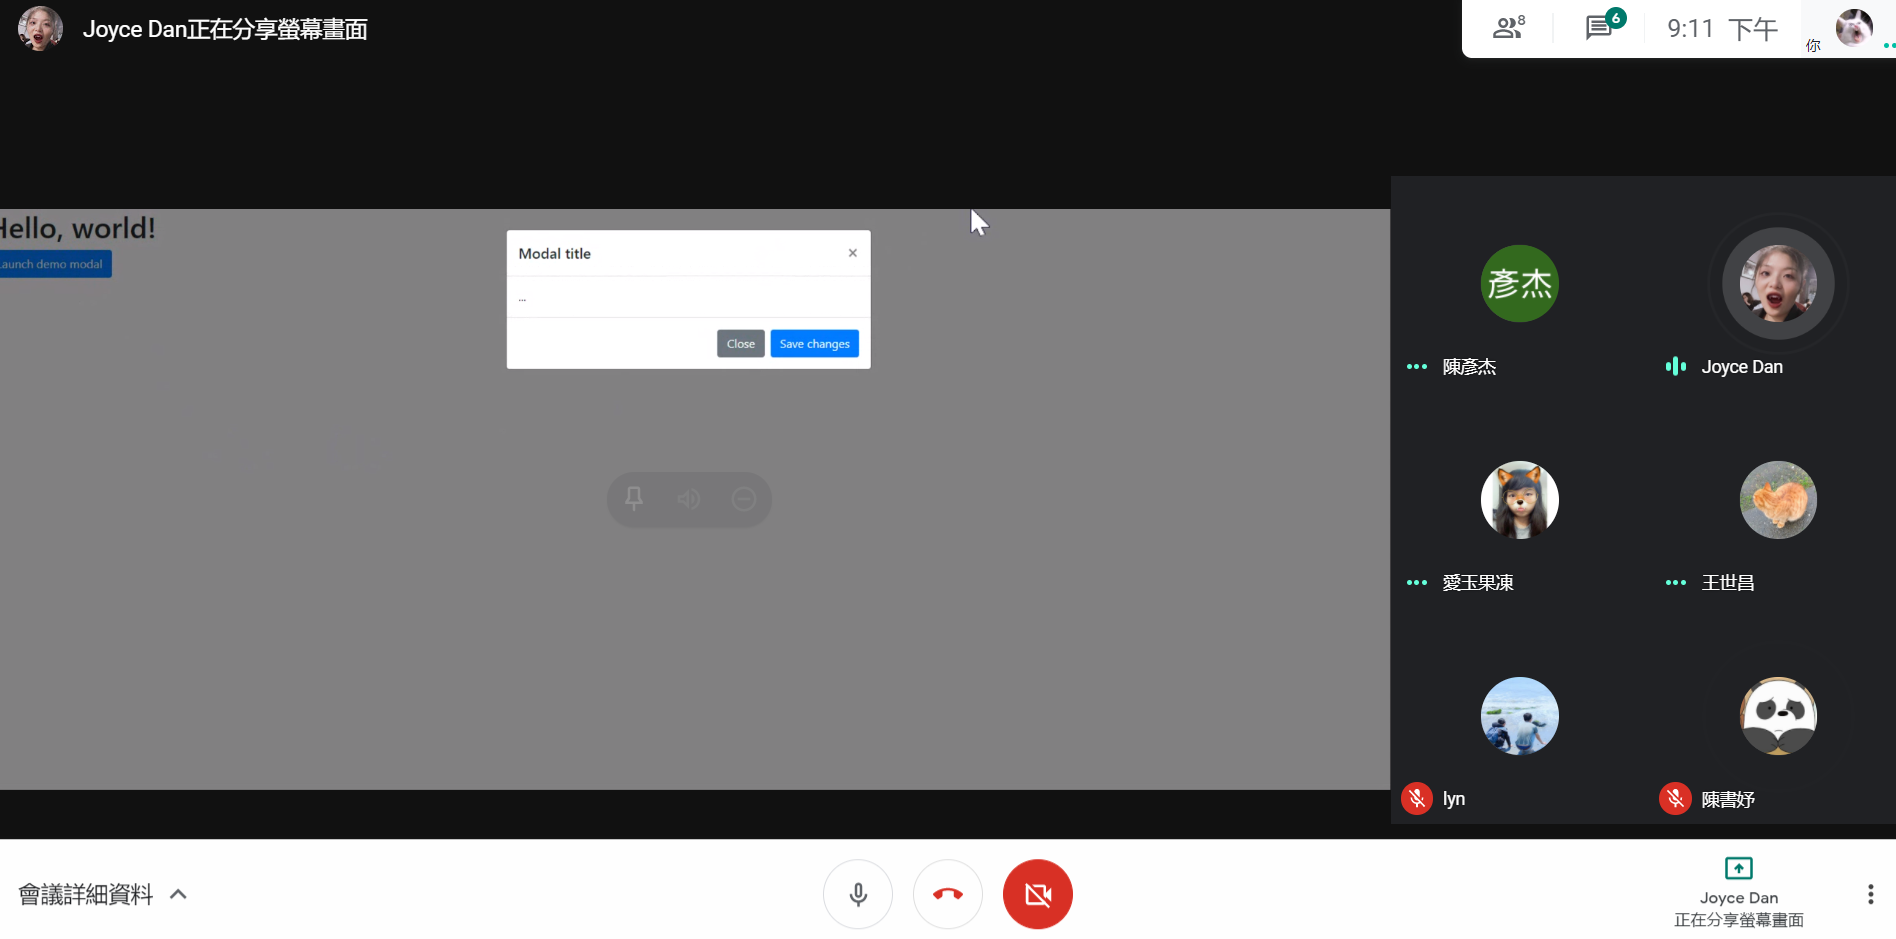 Joyce Dan正在分享螢幕畫面
8
6
9:11 下午
你
Hello, world!
Launch demo modal
Modal title
×
...
Close
Save changes
彥杰
陳彥杰
Joyce Dan
愛玉果凍
王世昌
lyn
陳書妤
會議詳細資料
Joyce Dan
正在分享螢幕畫面